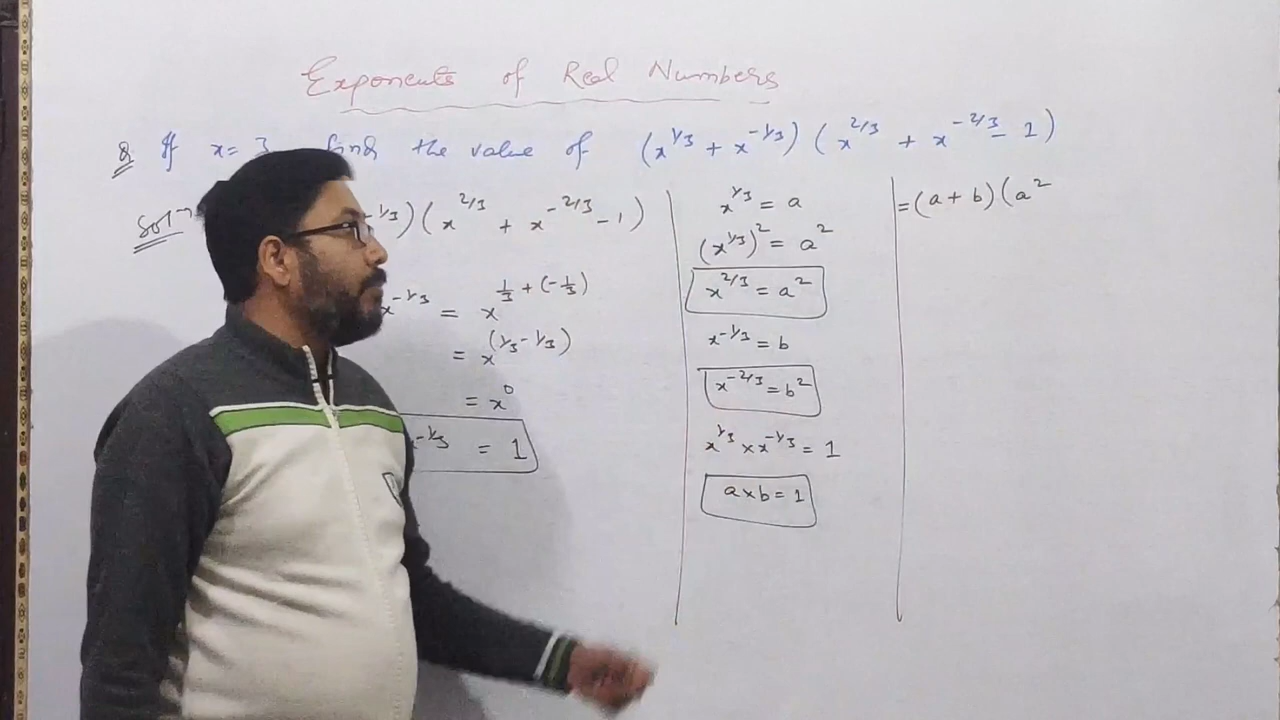 Exponents of Real Numbers
Q If x = 3 find the value of (x^1/3 + x^-1/3) (x^2/3 + x^-2/3 - 1)
Sol^n
-1/3) (x^2/3 + x^-2/3 - 1)
x^-1/3 = x^(1/3 + (-1/3))
= x^(1/3 - 1/3)
= x^0
x^-1/3 = 1
x^1/3 = a
(x^1/3)^2 = a^2
x^2/3 = a^2
x^-1/3 = b
x^-2/3 = b^2
x^1/3 × x^-1/3 = 1
a × b = 1
= (a + b) (a^2